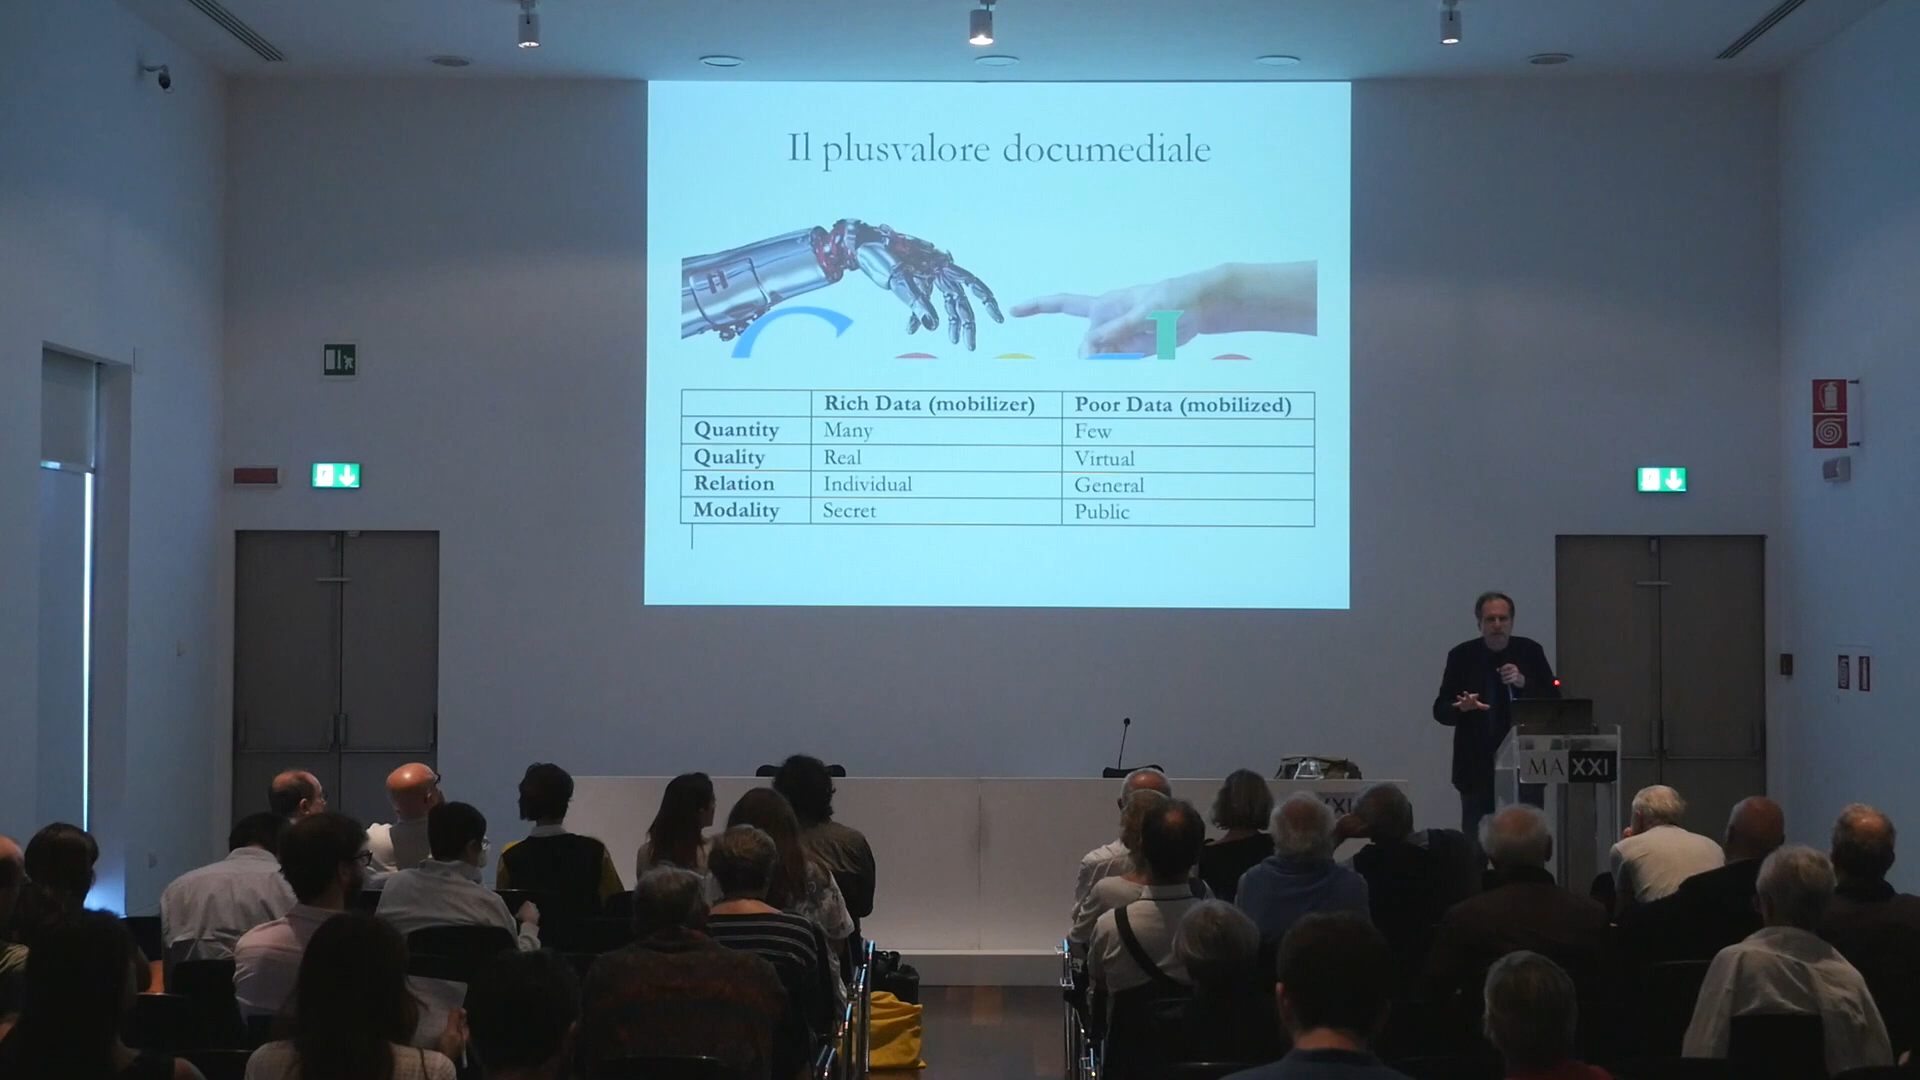 Il plusvalore documediale
Rich Data (mobilizer) Poor Data (mobilized)
Quantity Many Few
Quality Real Virtual
Relation Individual General
Modality Secret Public
MAXXI
XXI